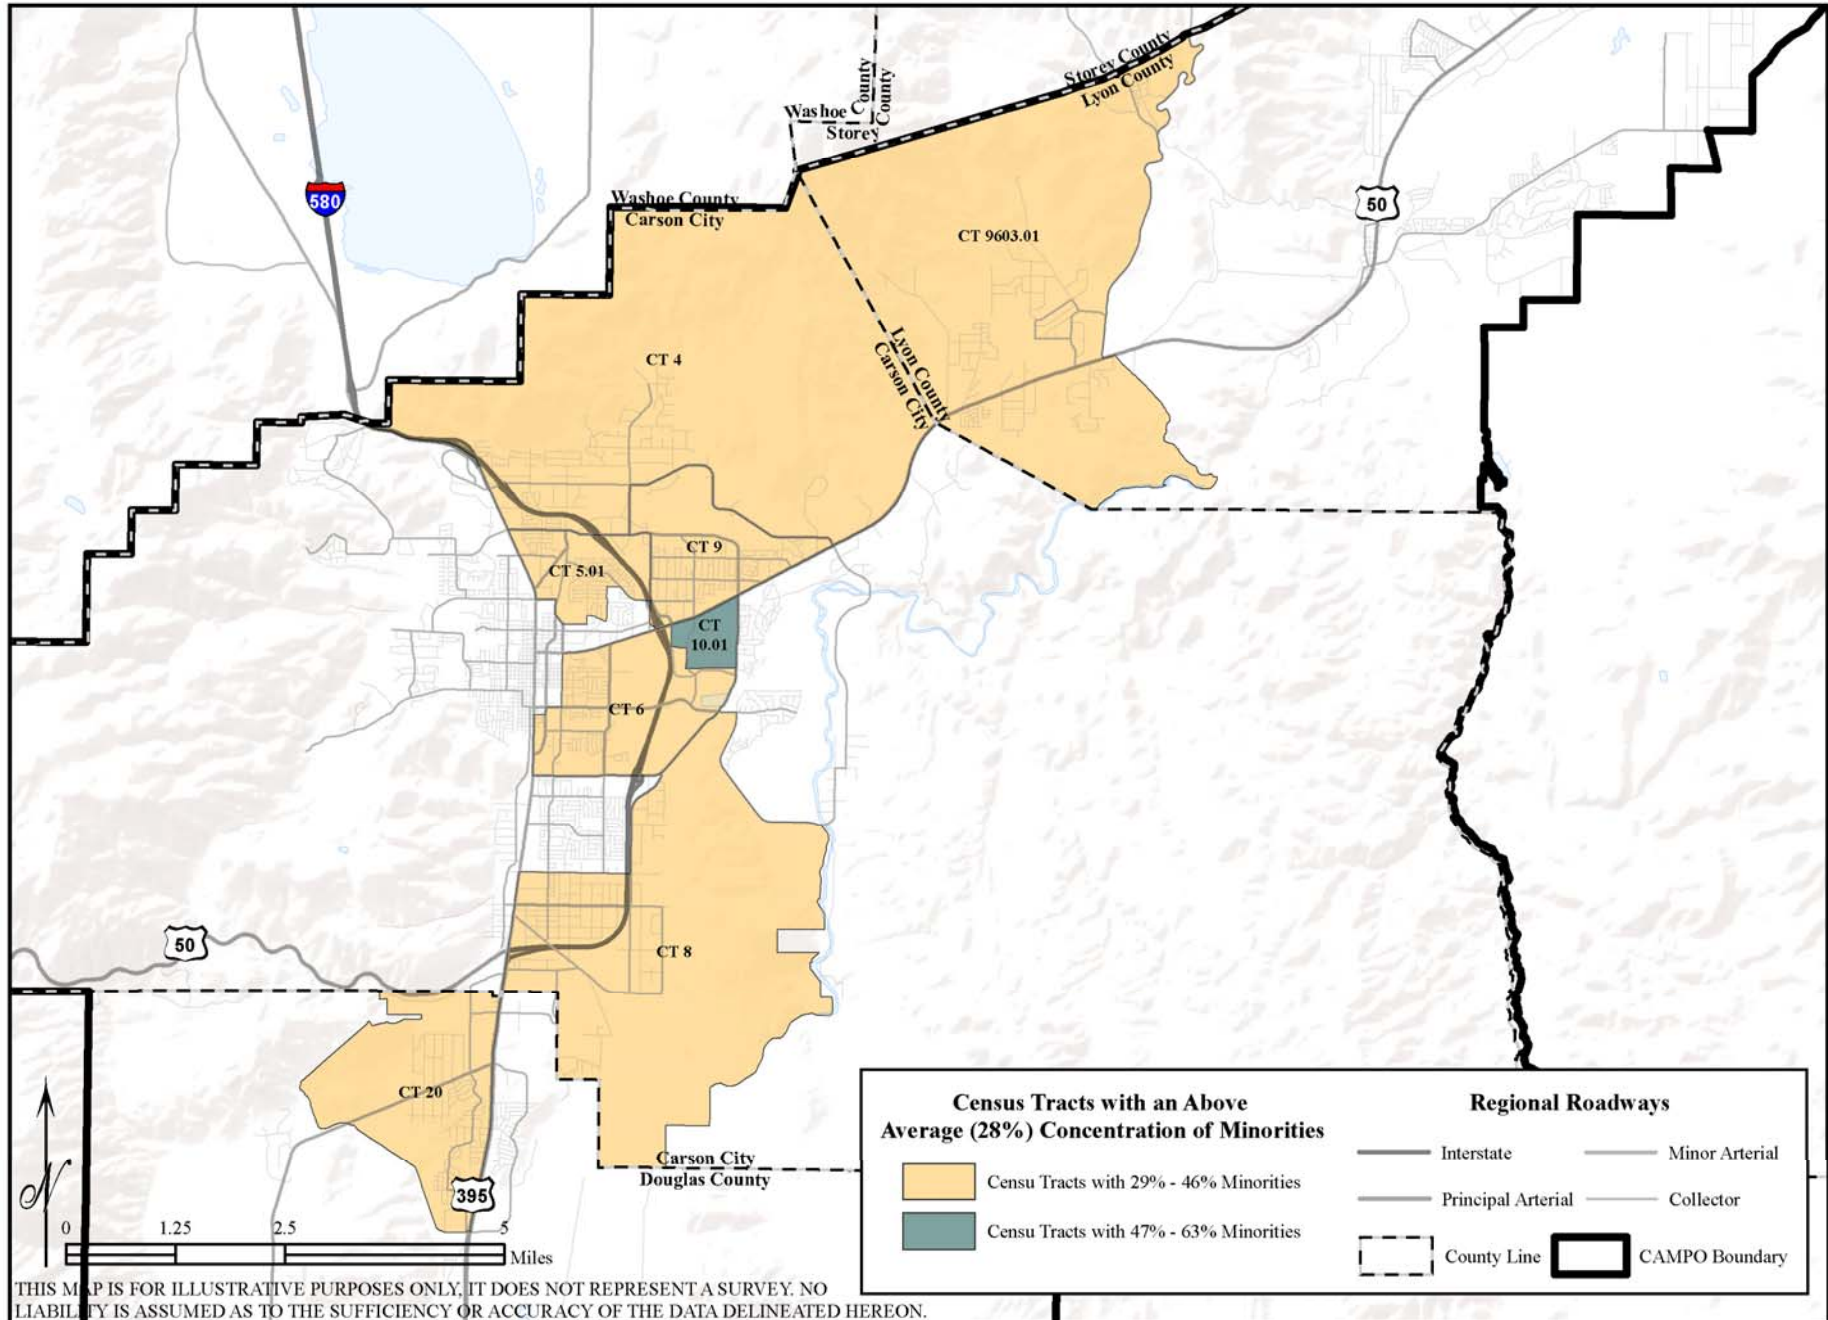 580
Washoe County
Storey County
Storey County
Lyon County
Washoe County
Carson City
50
CT 9603.01
CT 4
Lyon County
Carson City
CT 9
CT 5.01
CT
10.01
CT 6
50
CT 8
CT 20
395
Carson City
Douglas County
N
0 1.25 2.5 5
Miles
Census Tracts with an Above
Average (28%) Concentration of Minorities
Censu Tracts with 29% - 46% Minorities
Censu Tracts with 47% - 63% Minorities
Regional Roadways
Interstate
Minor Arterial
Principal Arterial
Collector
County Line
CAMPO Boundary
THIS MAP IS FOR ILLUSTRATIVE PURPOSES ONLY, IT DOES NOT REPRESENT A SURVEY. NO
LIABILITY IS ASSUMED AS TO THE SUFFICIENCY OR ACCURACY OF THE DATA DELINEATED HEREON.